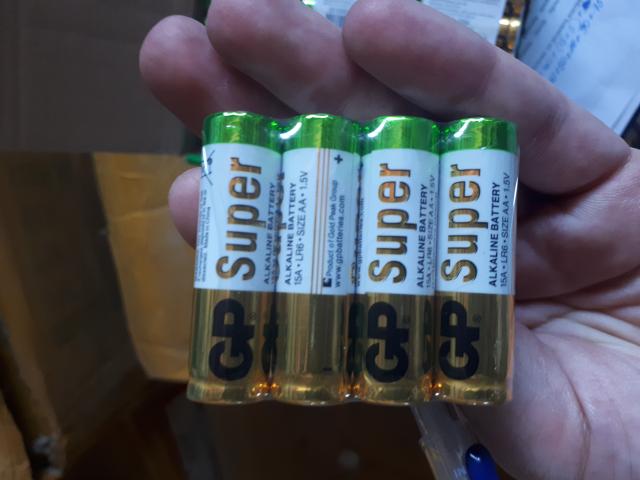 GP Super
ALKALINE BATTERY
ALKALINE BATTERY
15A • LR6 • SIZE AA • 1.5V
+
Product of Gold Peak Group
www.gpbatteries.com
GP Super
ALKALINE BATTERY
15A • LR6 • SIZE AA • 1.5V
GP Super
ALKALINE BATTERY
15A • LR6 • SIZE AA • 1.5V